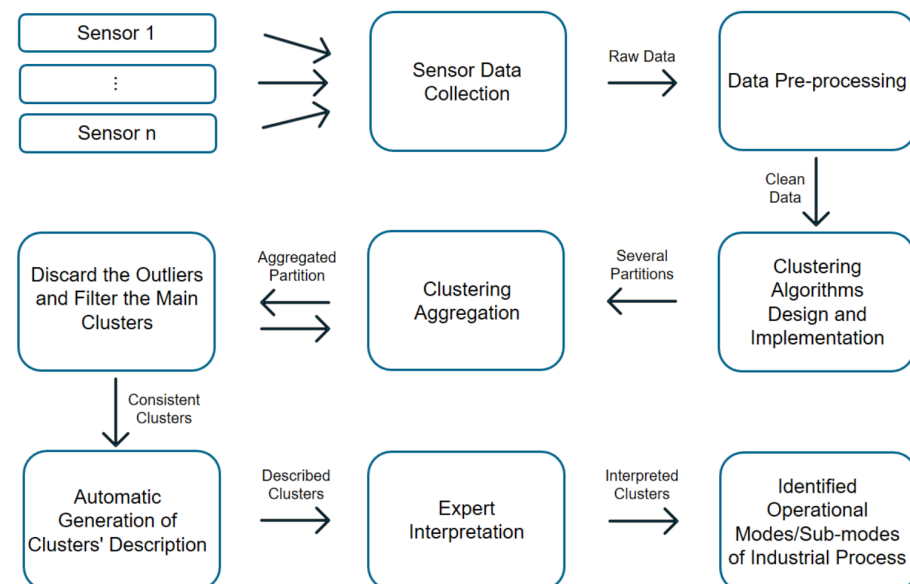 Sensor 1
⋮
Sensor n
Sensor Data
Collection
Raw Data
Data Pre-processing
Clean
Data
Clustering
Algorithms
Design and
Implementation
Several
Partitions
Clustering
Aggregation
Aggregated
Partition
Discard the Outliers
and Filter the Main
Clusters
Consistent
Clusters
Automatic
Generation of
Clusters' Description
Described
Clusters
Expert
Interpretation
Interpreted
Clusters
Identified
Operational
Modes/Sub-modes
of Industrial Process